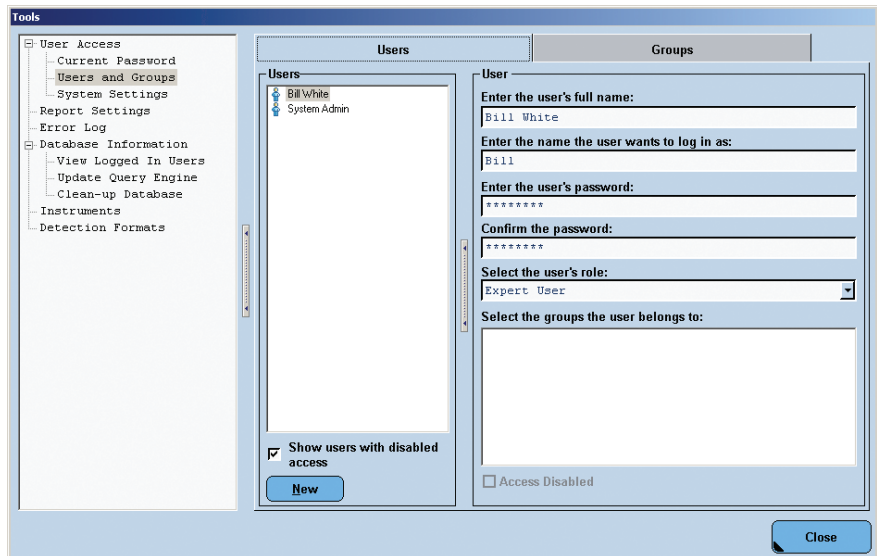 Tools
User Access
Current Password
Users and Groups
System Settings
Report Settings
Error Log
Database Information
View Logged In Users
Update Query Engine
Clean-up Database
Instruments
Detection Formats
Users
Groups
Users
Bill White
System Admin
Show users with disabled
access
New
User
Enter the user's full name:
Bill White
Enter the name the user wants to log in as:
Bill
Enter the user's password:
********
Confirm the password:
********
Select the user's role:
Expert User
Select the groups the user belongs to:
Access Disabled
Close